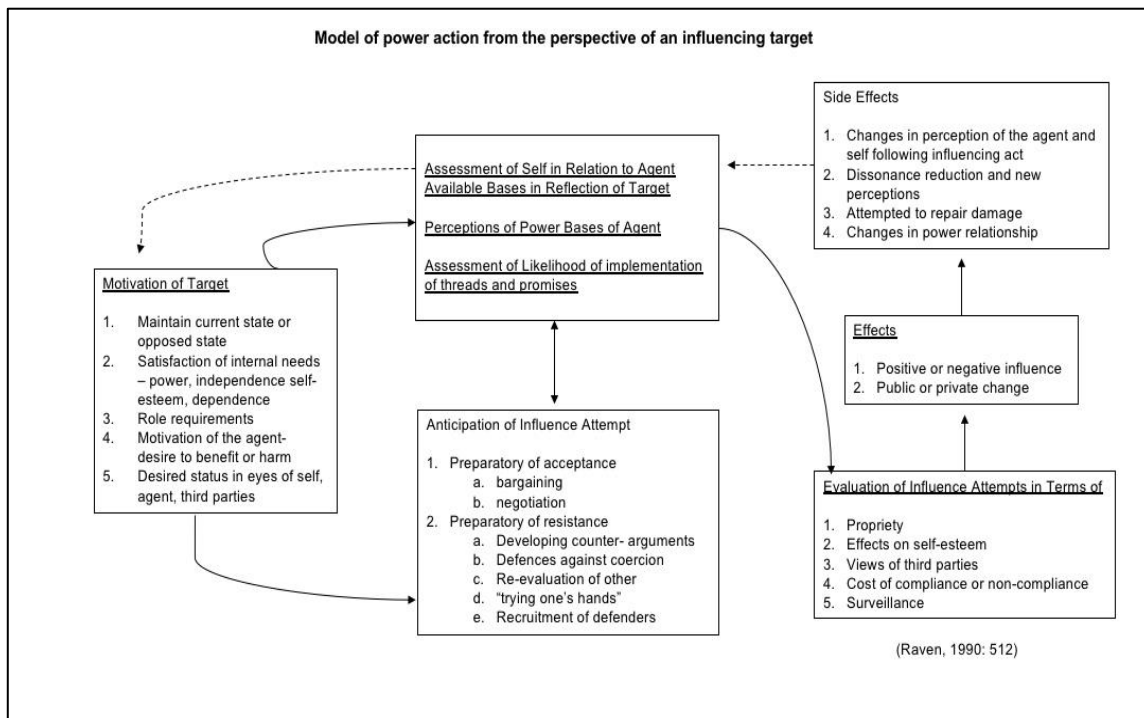 Model of power action from the perspective of an influencing target
Side Effects
1. Changes in perception of the agent and
self following influencing act
2. Dissonance reduction and new
perceptions
3. Attempted to repair damage
4. Changes in power relationship
Assessment of Self in Relation to Agent
Available Bases in Reflection of Target
Perceptions of Power Bases of Agent
Assessment of Likelihood of implementation
of threads and promises
Motivation of Target
1. Maintain current state or
opposed state
2. Satisfaction of internal needs
– power, independence self-
esteem, dependence
3. Role requirements
4. Motivation of the agent-
desire to benefit or harm
5. Desired status in eyes of self,
agent, third parties
Effects
1. Positive or negative influence
2. Public or private change
Anticipation of Influence Attempt
1. Preparatory of acceptance
a. bargaining
b. negotiation
2. Preparatory of resistance
a. Developing counter- arguments
b. Defences against coercion
c. Re-evaluation of other
d. “trying one’s hands”
e. Recruitment of defenders
Evaluation of Influence Attempts in Terms of
1. Propriety
2. Effects on self-esteem
3. Views of third parties
4. Cost of compliance or non-compliance
5. Surveillance
(Raven, 1990: 512)